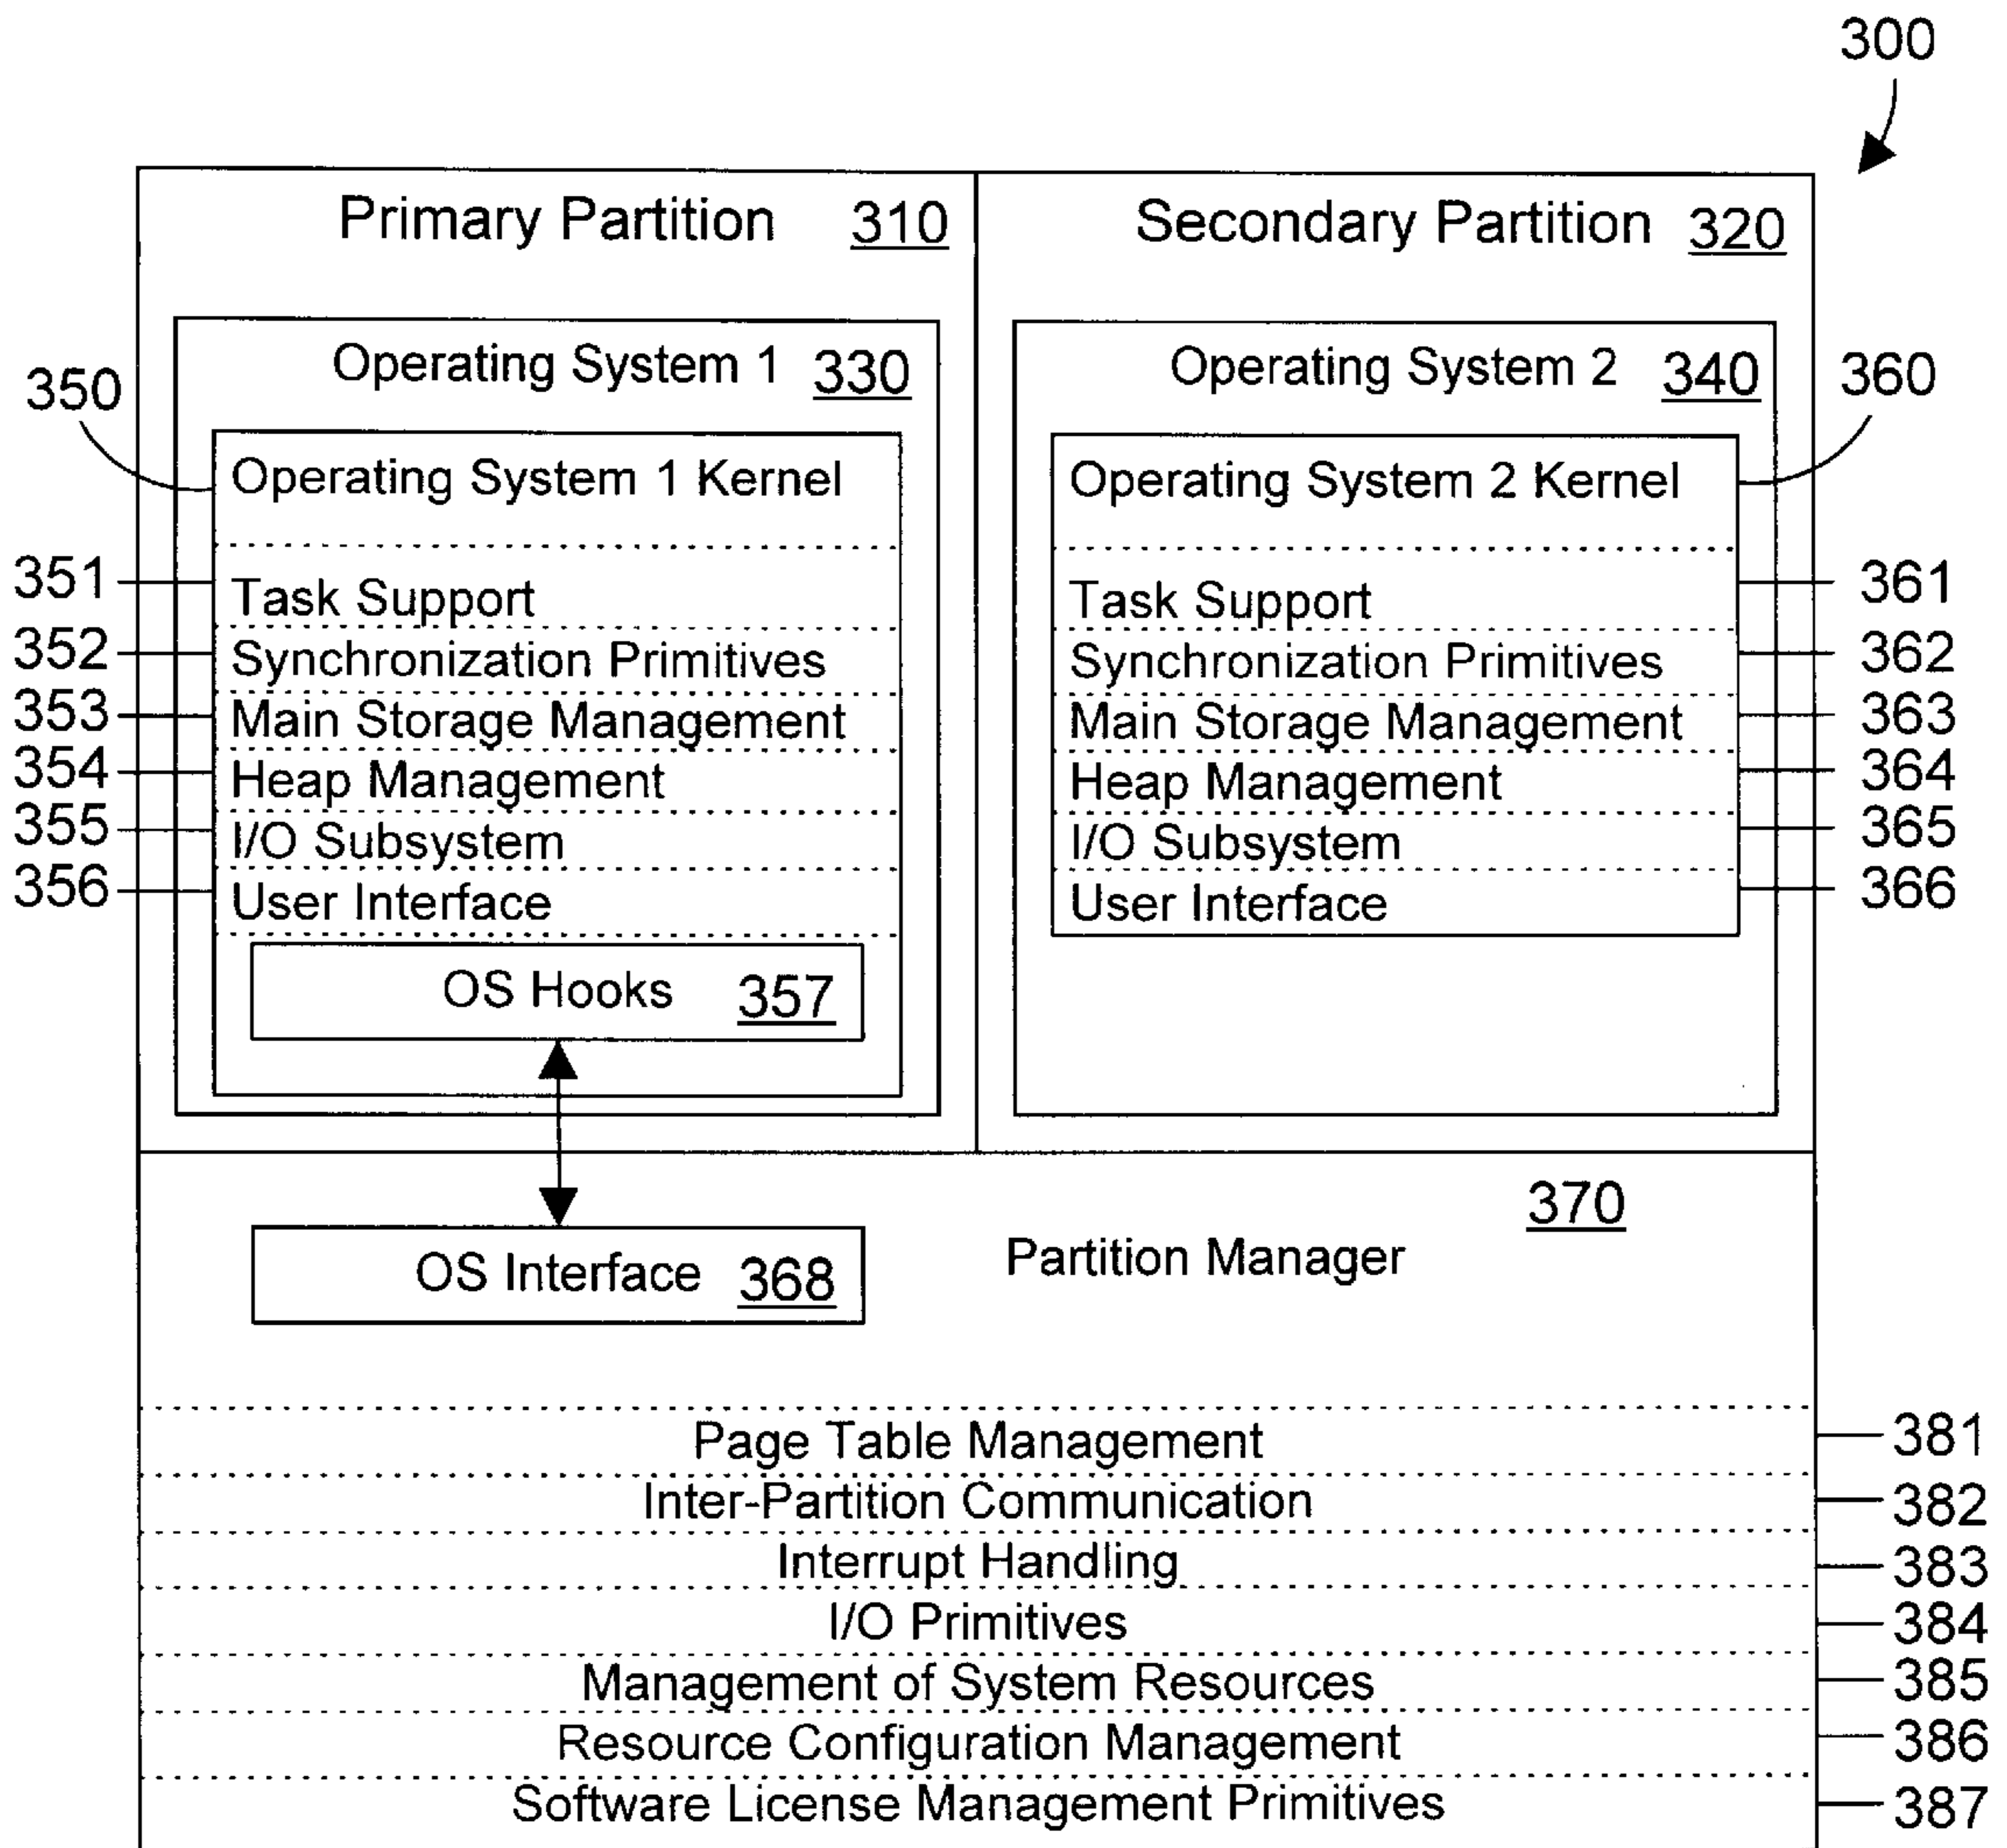 300
Primary Partition 310
Secondary Partition 320
Operating System 1 330
Operating System 2 340
350
360
Operating System 1 Kernel
Operating System 2 Kernel
351 Task Support
Task Support 361
352 Synchronization Primitives
Synchronization Primitives 362
353 Main Storage Management
Main Storage Management 363
354 Heap Management
Heap Management 364
355 I/O Subsystem
I/O Subsystem 365
356 User Interface
User Interface 366
OS Hooks 357
370
OS Interface 368
Partition Manager
Page Table Management 381
Inter-Partition Communication 382
Interrupt Handling 383
I/O Primitives 384
Management of System Resources 385
Resource Configuration Management 386
Software License Management Primitives 387